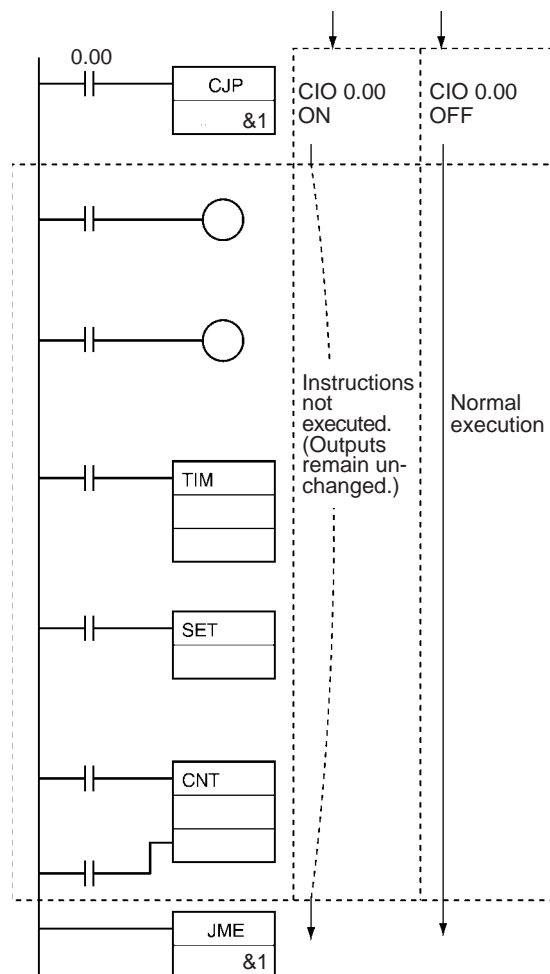 0.00
CJP
&1
CIO 0.00
ON
CIO 0.00
OFF
Instructions
not
executed.
(Outputs
remain un-
changed.)
Normal
execution
TIM
SET
CNT
JME
&1